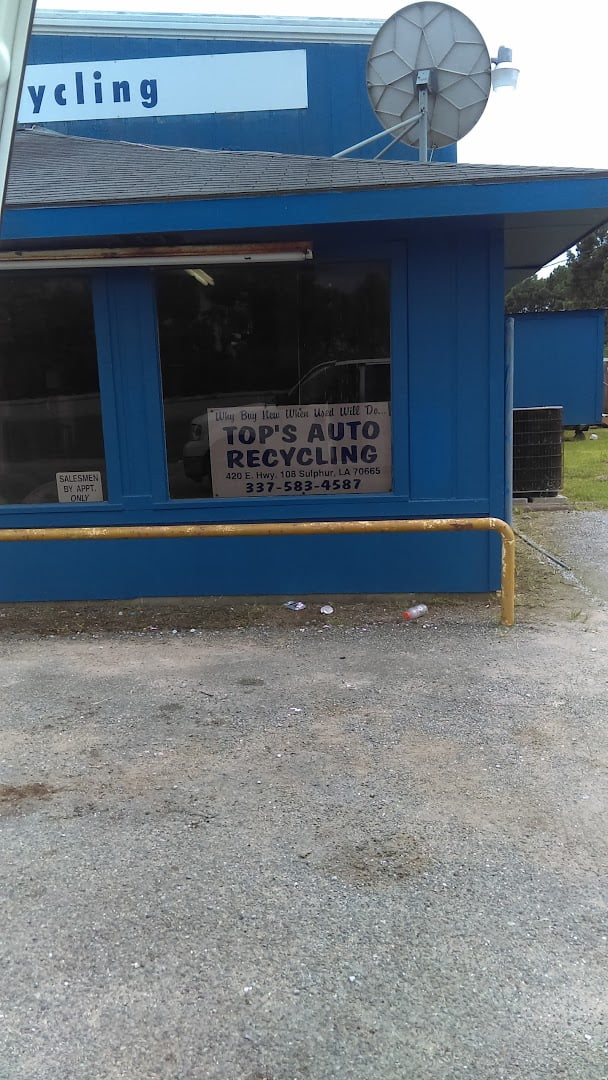 ycling
"Why Buy New When Used Will Do..."
TOP'S AUTO
RECYCLING
420 E. Hwy. 108 Sulphur, LA 70665
337-583-4587
SALESMEN
BY APPT.
ONLY